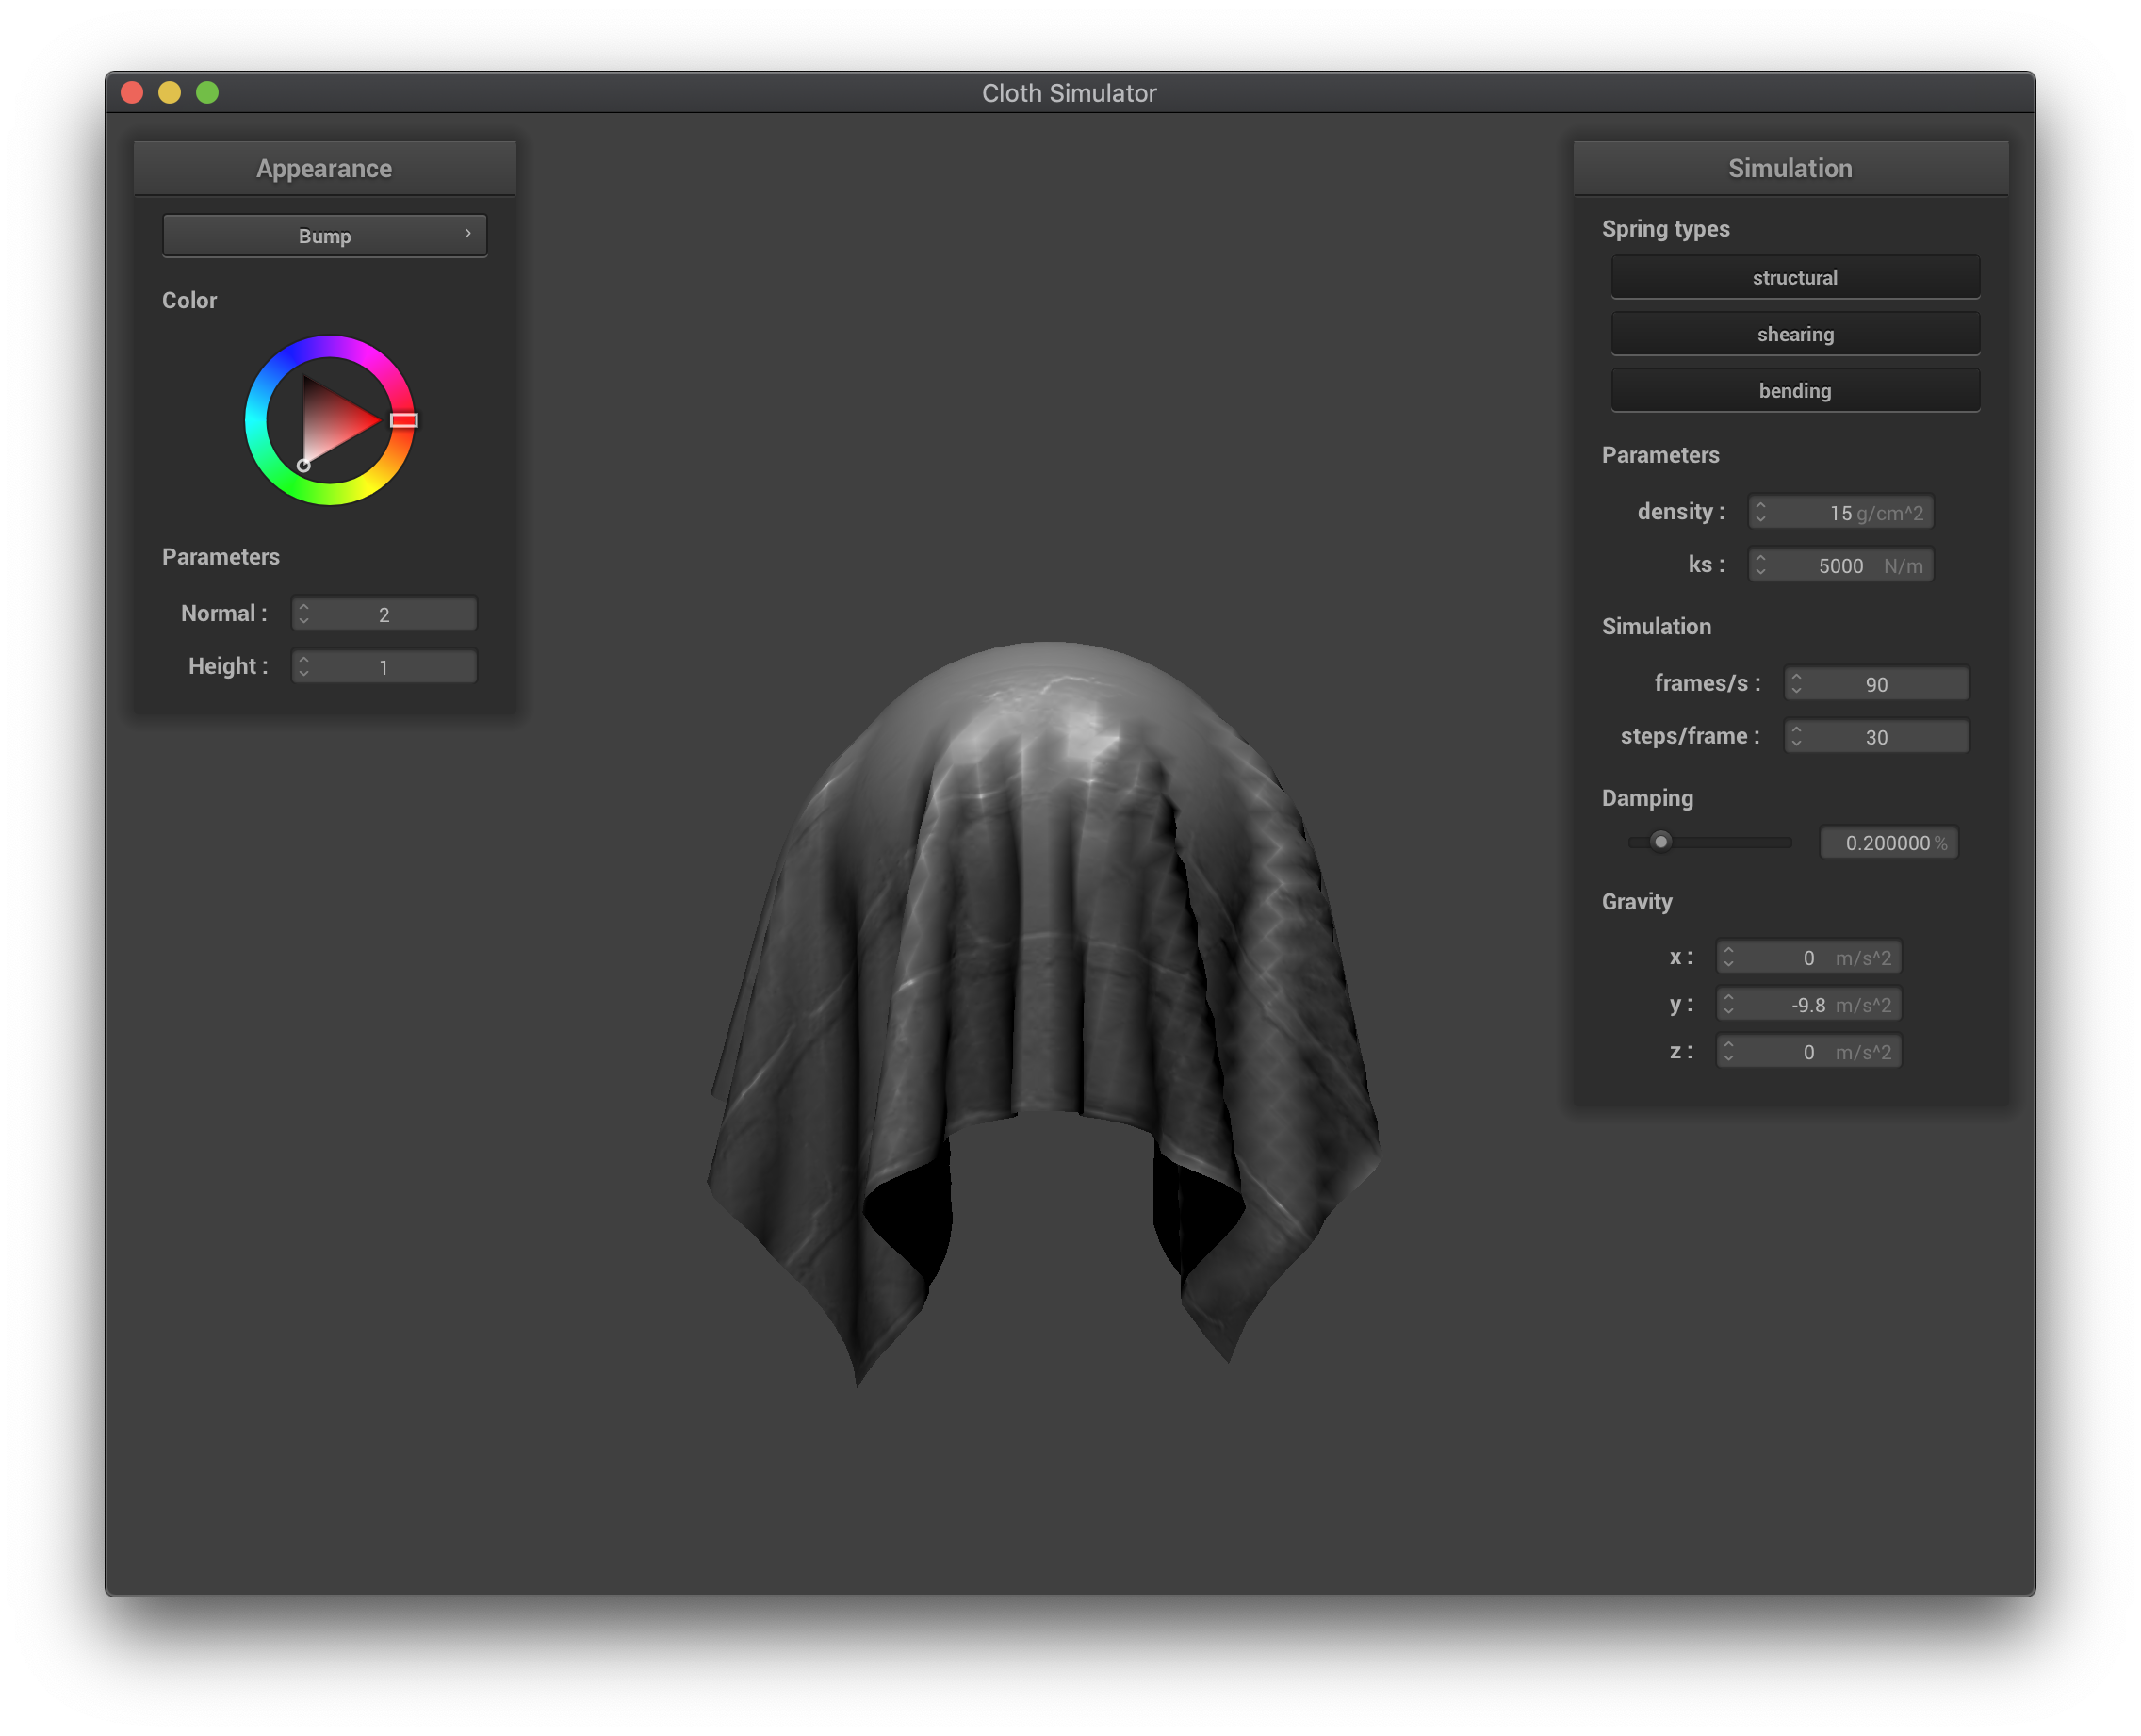 Cloth Simulator
Appearance
Bump
Color
Parameters
Normal : 2
Height : 1
Simulation
Spring types
structural
shearing
bending
Parameters
density : 15 g/cm^2
ks : 5000 N/m
Simulation
frames/s : 90
steps/frame : 30
Damping
0.200000 %
Gravity
x : 0 m/s^2
y : -9.8 m/s^2
z : 0 m/s^2